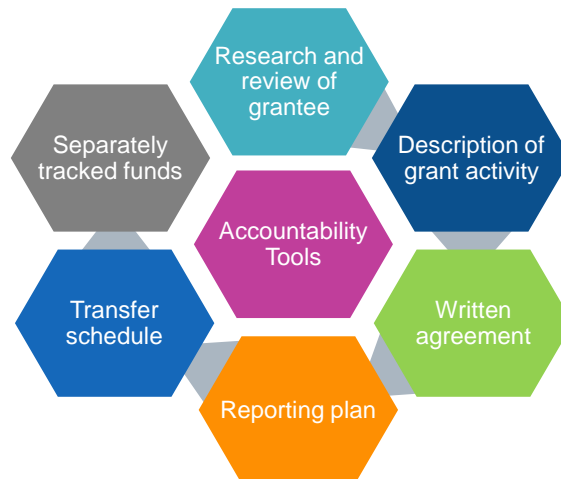 Research and
review of
grantee
Description of
grant activity
Written
agreement
Reporting plan
Transfer
schedule
Separately
tracked funds
Accountability
Tools